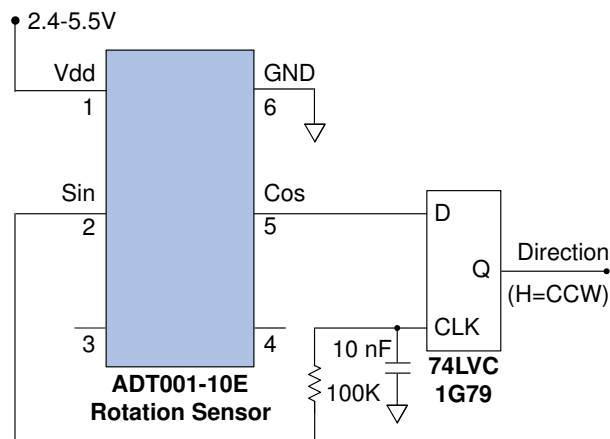 2.4-5.5V
Vdd
GND
1
6
Sin
Cos
2
5
D
Direction
Q
(H=CCW)
3
4
CLK
10 nF
100K
ADT001-10E
Rotation Sensor
74LVC
1G79